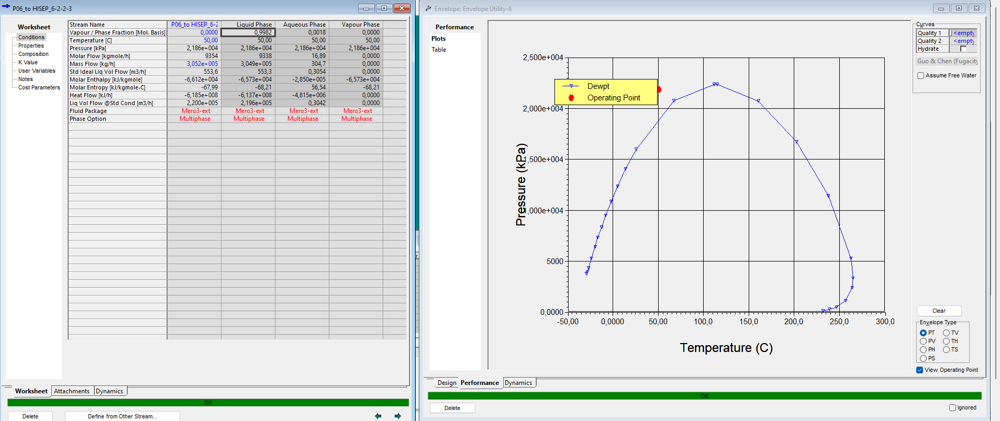 P06_to HISEP_6-2-2-3
Worksheet
Conditions
Properties
Composition
K Value
User Variables
Notes
Cost Parameters
Stream Name P06_to HISEP_6-2 Liquid Phase Aqueous Phase Vapour Phase
Vapour / Phase Fraction [Mol. Basis] 0,0000 0,9982 0,0018 0,0000
Temperature [C] 50,00 50,00 50,00 50,00
Pressure [kPa] 2,186e+004 2,186e+004 2,186e+004 2,186e+004
Molar Flow [kgmole/h] 9354 9338 16,89 0,0000
Mass Flow [kg/h] 3,052e+005 3,049e+005 304,7 0,0000
Std Ideal Liq Vol Flow [m3/h] 553,6 553,3 0,3054 0,0000
Molar Enthalpy [kJ/kgmole] -6,612e+004 -6,573e+004 -2,850e+005 -6,573e+004
Molar Entropy [kJ/kgmole-C] -67,99 -68,21 56,54 -68,21
Heat Flow [kJ/h] -6,185e+008 -6,137e+008 -4,815e+006 0,0000
Liq Vol Flow @Std Cond [m3/h] 2,200e+005 2,196e+005 0,3042 0,0000
Fluid Package Mero3-ext Mero3-ext Mero3-ext Mero3-ext
Phase Option Multiphase Multiphase Multiphase Multiphase
Worksheet Attachments Dynamics
OK
Delete Define from Other Stream...
Envelope: Envelope Utility-6
Performance
Plots
Table
2,500e+004
2,000e+004
,500e+004
,000e+004
5000
0,0000
Pressure (kPa)
Dewpt
Operating Point
-50,00 0,0000 50,00 100,0 150,0 200,0 250,0 300,0
Temperature (C)
Curves
Quality 1 <empty
Quality 2 <empty
Hydrate
Guo & Chen (Fugacity
Assume Free Water
Clear
Envelope Type
PT TV
PV TH
PH TS
PS
View Operating Point
Design Performance Dynamics
OK
Delete Ignored